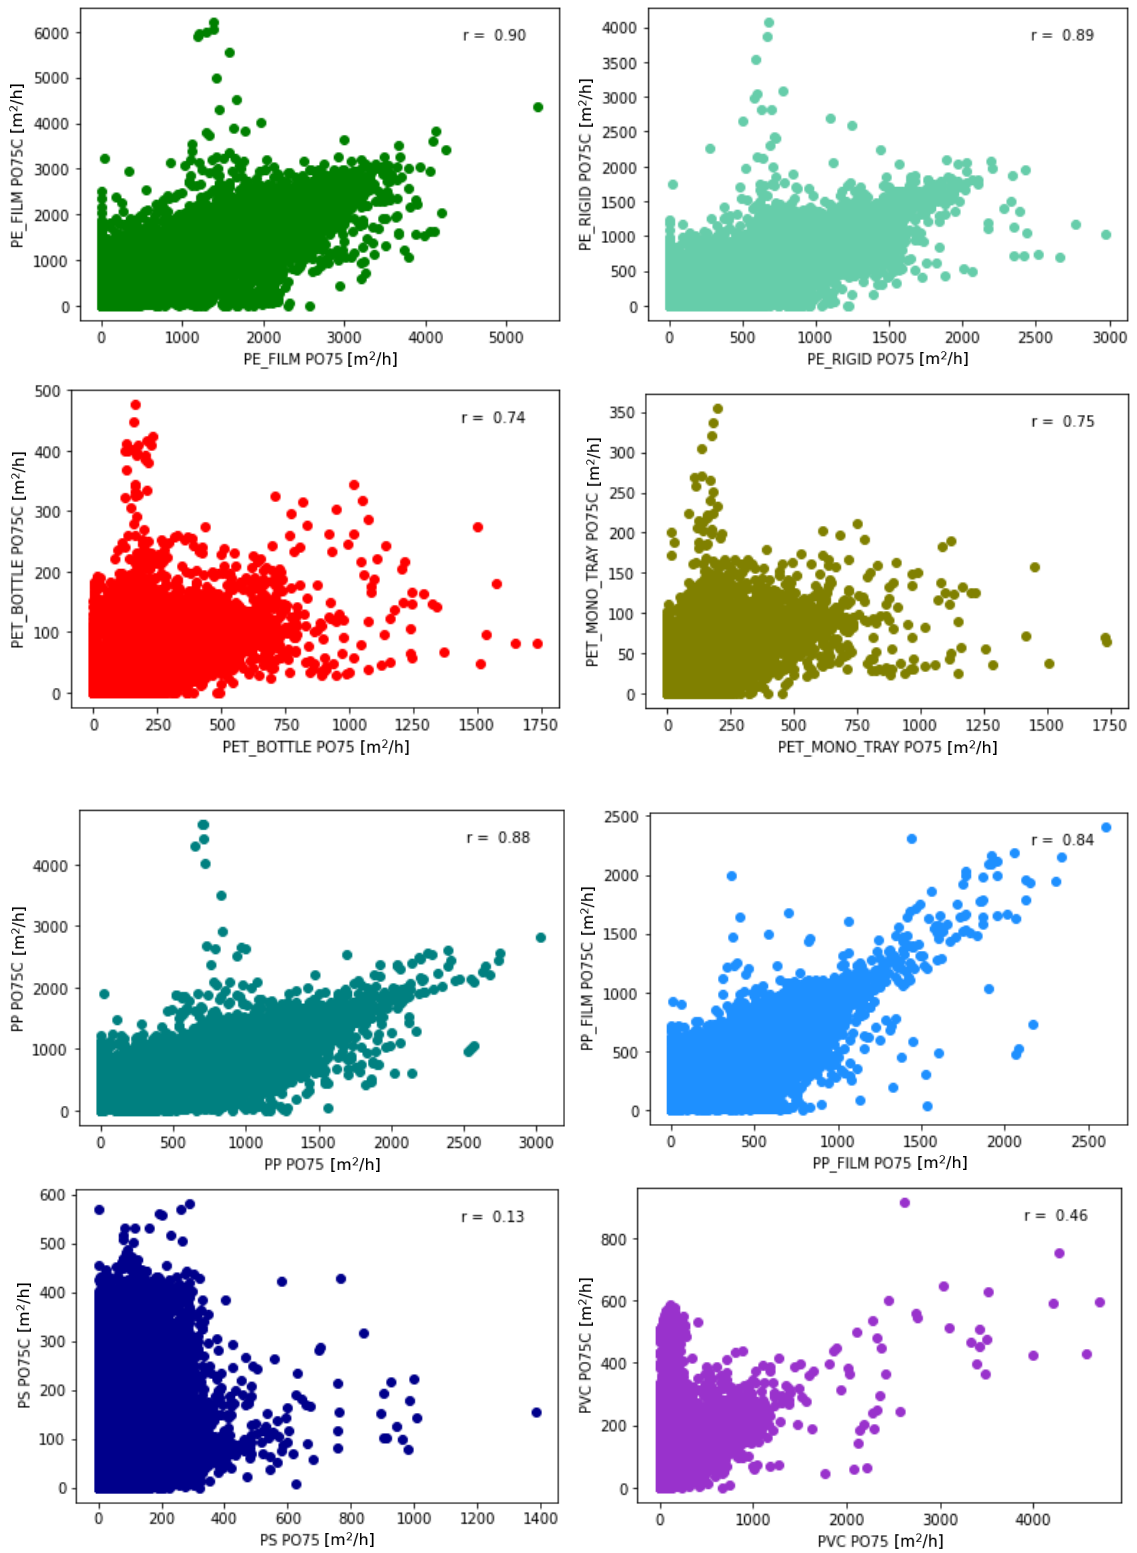 r = 0.90
6000
5000
4000
3000
2000
1000
0
PE_FILM PO75C [m²/h]
0 1000 2000 3000 4000 5000
PE_FILM PO75 [m²/h]
r = 0.89
4000
3500
3000
2500
2000
1500
1000
500
0
PE_RIGID PO75C [m²/h]
0 500 1000 1500 2000 2500 3000
PE_RIGID PO75 [m²/h]
r = 0.74
500
400
300
200
100
0
PET_BOTTLE PO75C [m²/h]
0 250 500 750 1000 1250 1500 1750
PET_BOTTLE PO75 [m²/h]
r = 0.75
350
300
250
200
150
100
50
0
PET_MONO_TRAY PO75C [m²/h]
0 250 500 750 1000 1250 1500 1750
PET_MONO_TRAY PO75 [m²/h]
r = 0.88
4000
3000
2000
1000
0
PP PO75C [m²/h]
0 500 1000 1500 2000 2500 3000
PP PO75 [m²/h]
r = 0.84
2500
2000
1500
1000
500
0
PP_FILM PO75C [m²/h]
0 500 1000 1500 2000 2500
PP_FILM PO75 [m²/h]
r = 0.13
600
500
400
300
200
100
0
PS PO75C [m²/h]
0 200 400 600 800 1000 1200 1400
PS PO75 [m²/h]
r = 0.46
800
600
400
200
0
PVC PO75C [m²/h]
0 1000 2000 3000 4000
PVC PO75 [m²/h]